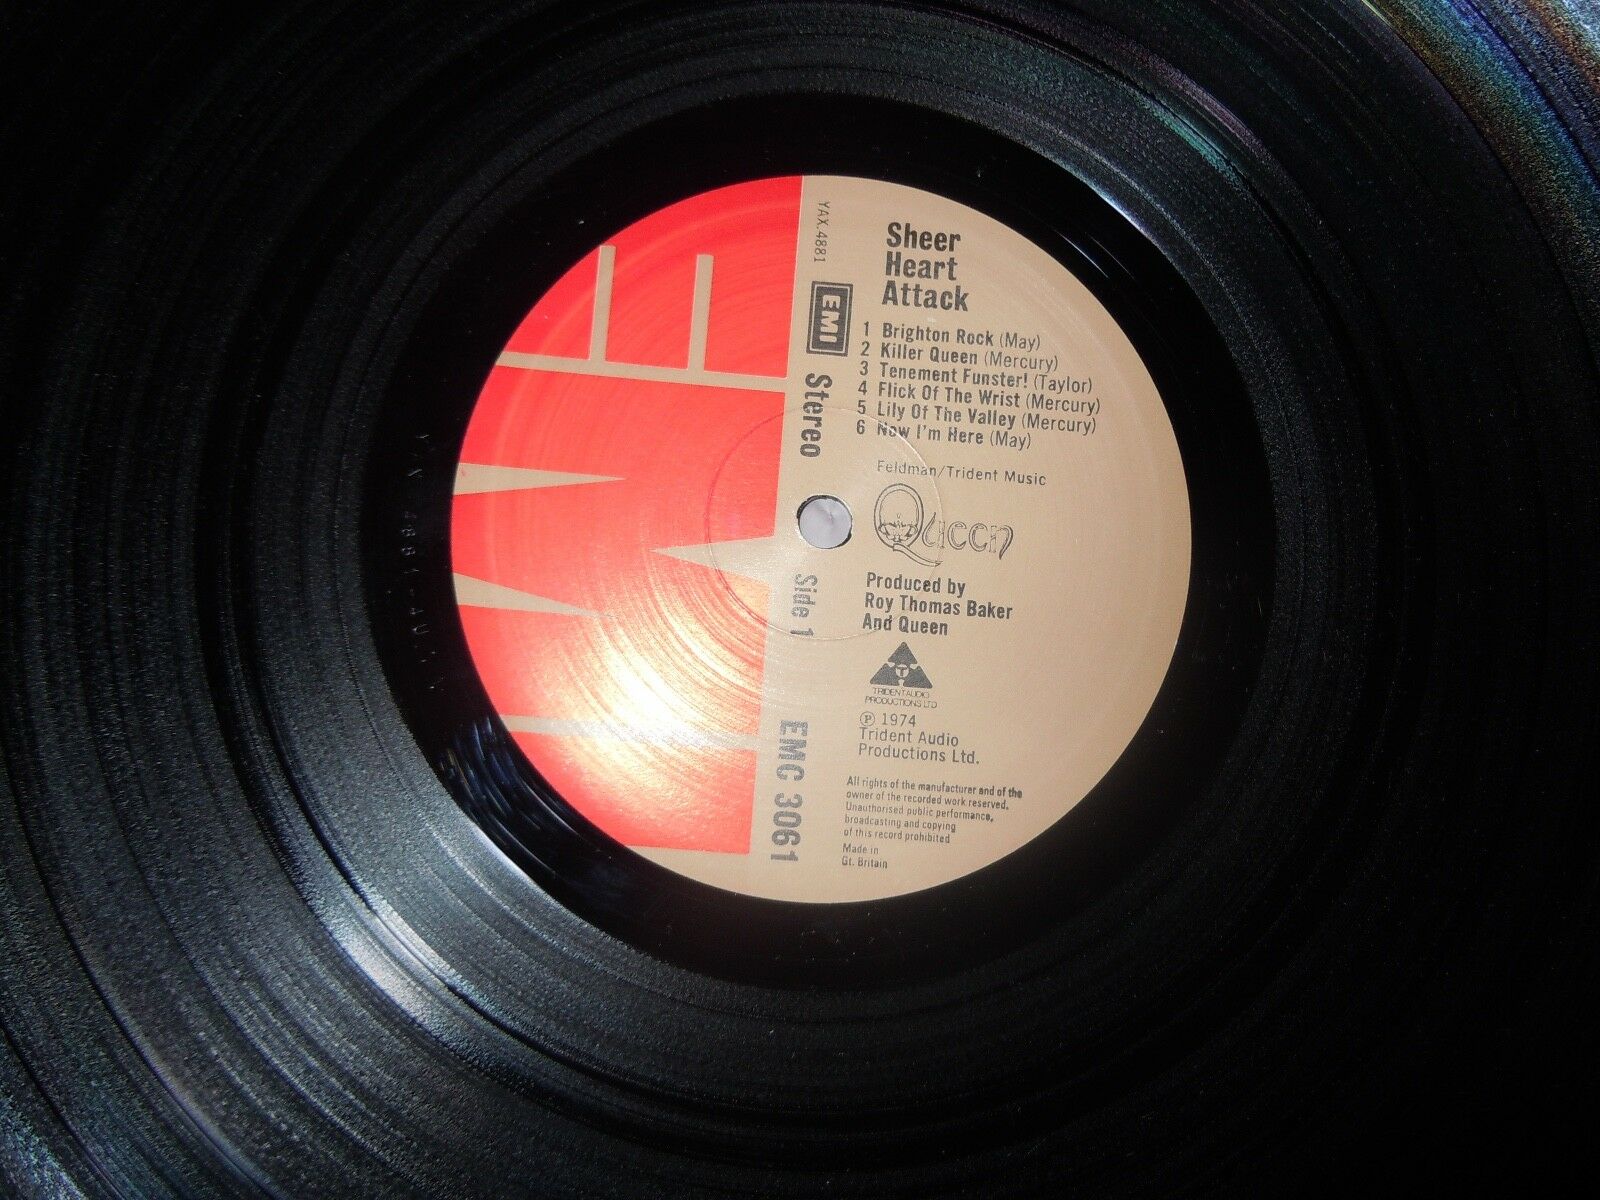 YAX.4881
EMI
Stereo
Side 1
EMC 3061
Sheer
Heart
Attack
1 Brighton Rock (May)
2 Killer Queen (Mercury)
3 Tenement Funster! (Taylor)
4 Flick Of The Wrist (Mercury)
5 Lily Of The Valley (Mercury)
6 Now I'm Here (May)
Feldman/Trident Music
Queen
Produced by
Roy Thomas Baker
And Queen
T
TRIDENT AUDIO
PRODUCTIONS LTD
℗ 1974
Trident Audio
Productions Ltd.
All rights of the manufacturer and of the
owner of the recorded work reserved.
Unauthorised public performance,
broadcasting and copying
of this record prohibited
Made in
Gt. Britain